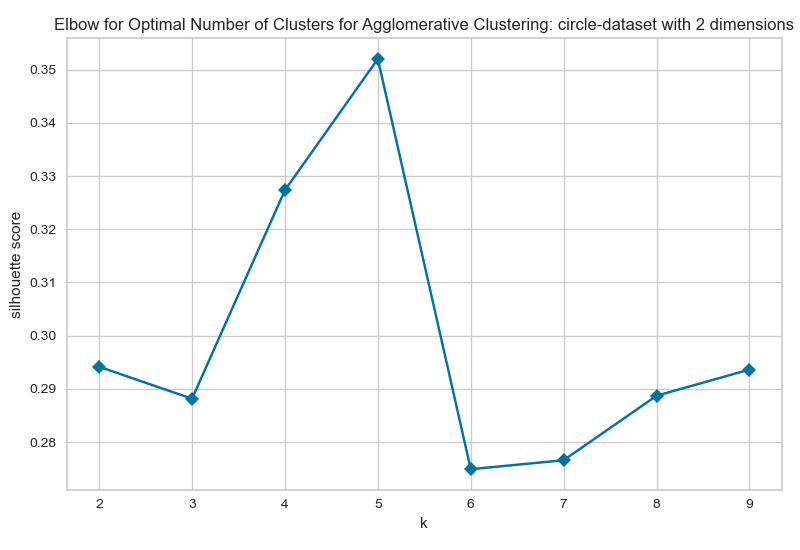 Elbow for Optimal Number of Clusters for Agglomerative Clustering: circle-dataset with 2 dimensions
0.35
0.34
0.33
0.32
0.31
0.30
0.29
0.28
silhouette score
2 3 4 5 6 7 8 9
k